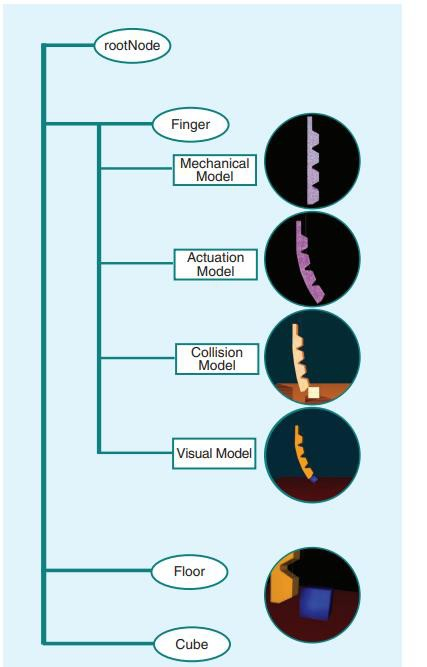 rootNode
Finger
Mechanical
Model
Actuation
Model
Collision
Model
Visual Model
Floor
Cube